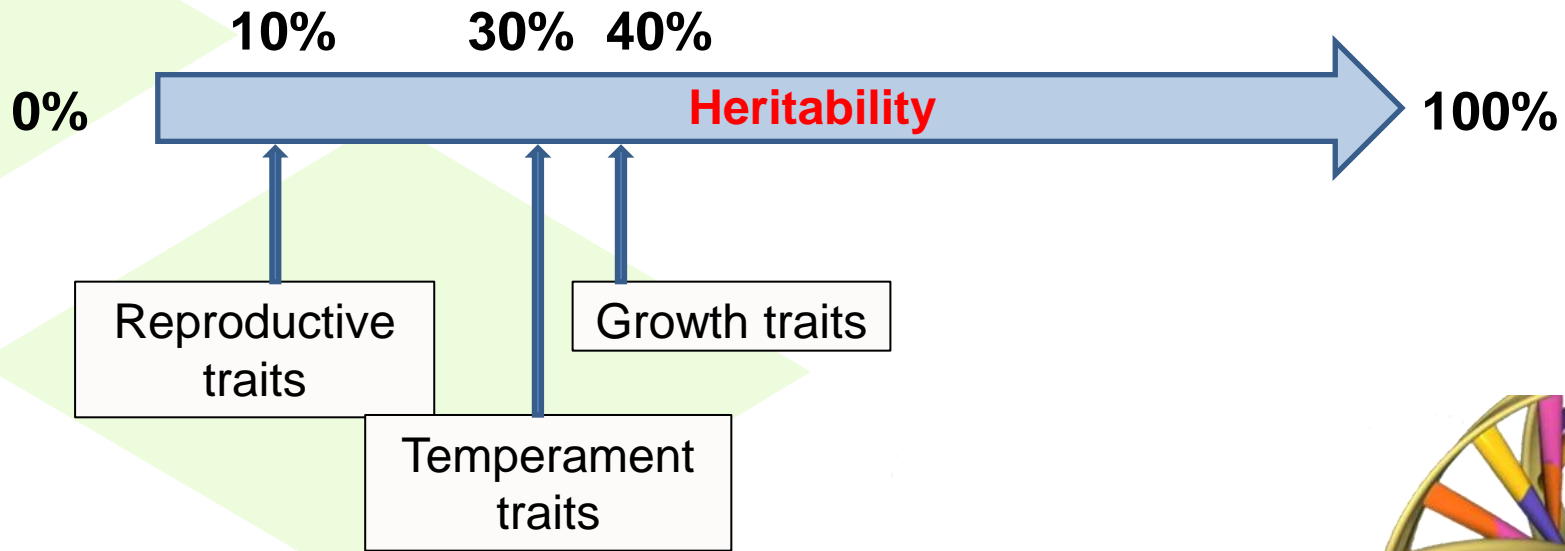 10% 30% 40%
0% Heritability 100%
Reproductive
traits
Growth traits
Temperament
traits